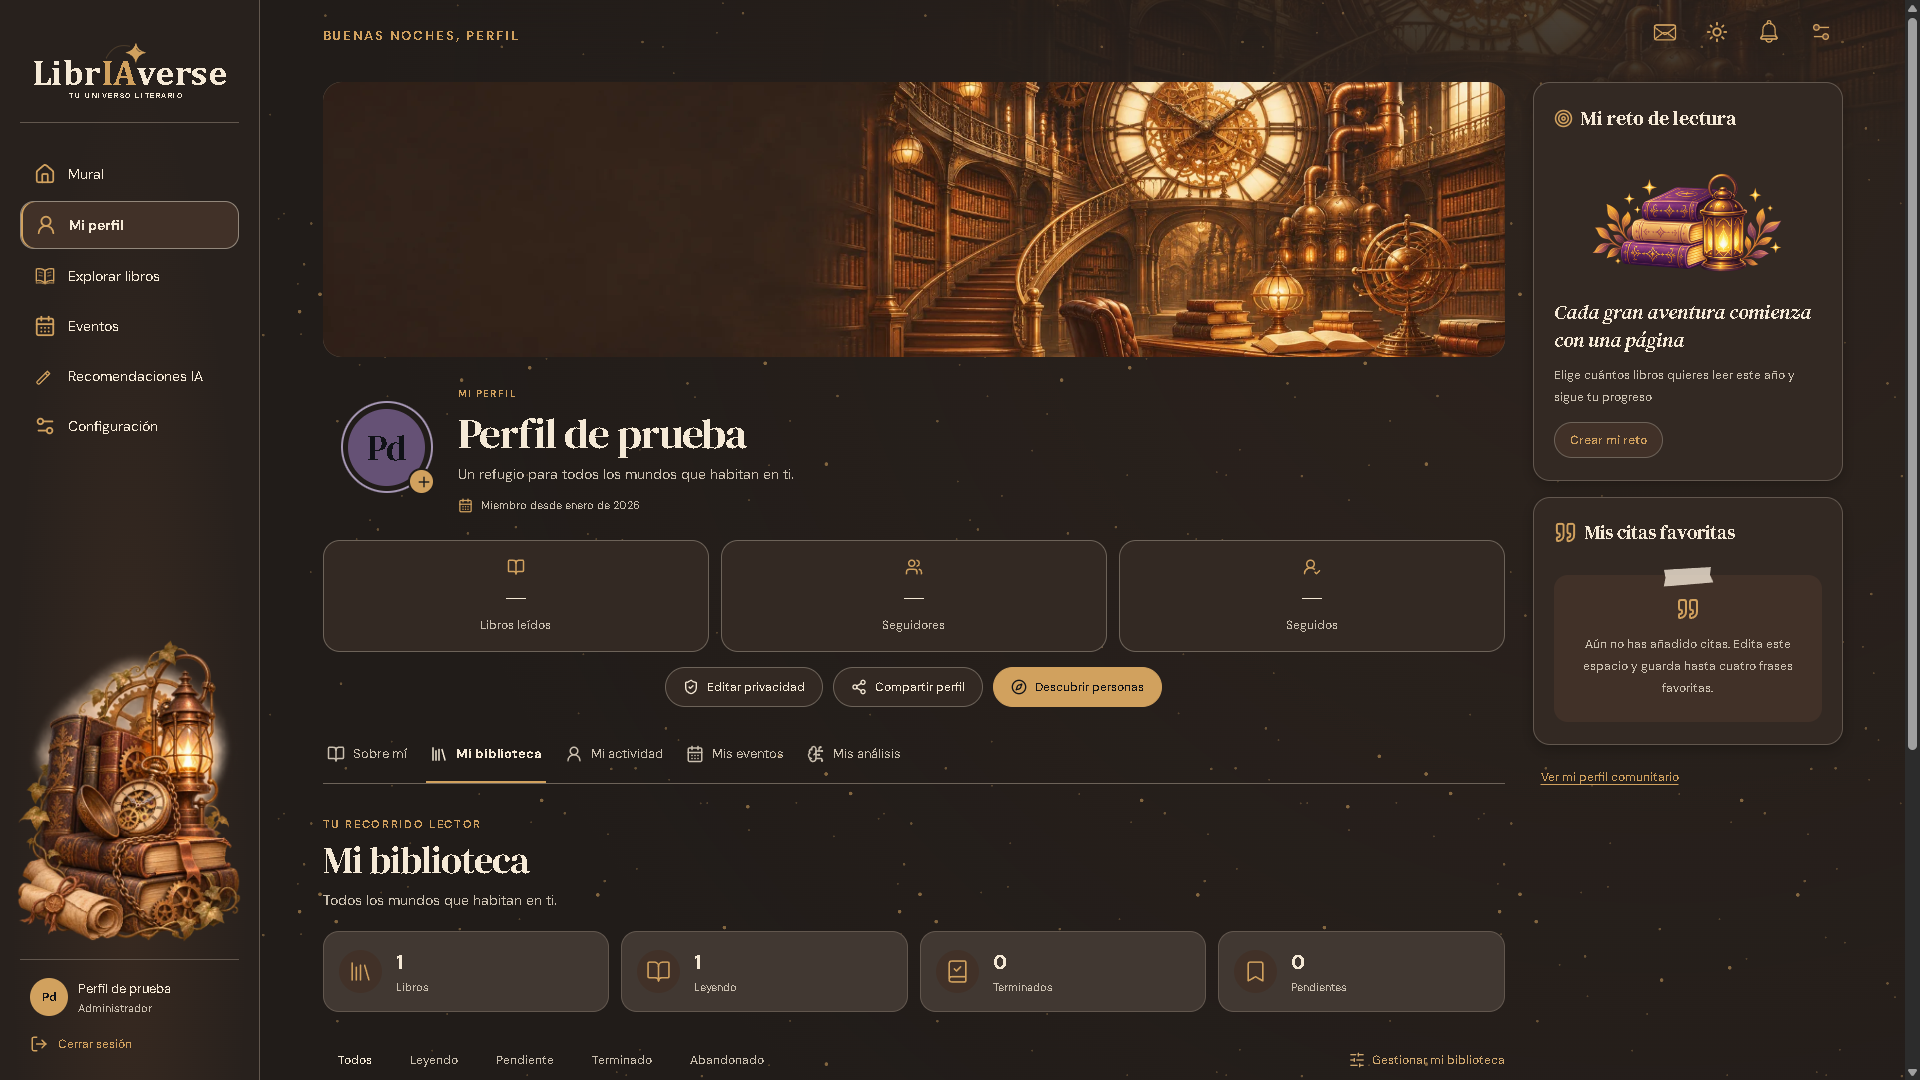 LibrIAverse
TU UNIVERSO LITERARIO
Mural
Mi perfil
Explorar libros
Eventos
Recomendaciones IA
Configuración
Pd
Perfil de prueba
Administrador
Cerrar sesión
BUENAS NOCHES, PERFIL
MI PERFIL
Pd
Perfil de prueba
Un refugio para todos los mundos que habitan en ti.
Miembro desde enero de 2026
—
Libros leídos
—
Seguidores
—
Seguidos
Editar privacidad
Compartir perfil
Descubrir personas
Sobre mí
Mi biblioteca
Mi actividad
Mis eventos
Mis análisis
TU RECORRIDO LECTOR
Mi biblioteca
Todos los mundos que habitan en ti.
1
Libros
1
Leyendo
0
Terminados
0
Pendientes
Todos
Leyendo
Pendiente
Terminado
Abandonado
Gestionar mi biblioteca
Mi reto de lectura
Cada gran aventura comienza
con una página
Elige cuántos libros quieres leer este año y
sigue tu progreso
Crear mi reto
Mis citas favoritas
Aún no has añadido citas. Edita este
espacio y guarda hasta cuatro frases
favoritas.
Ver mi perfil comunitario